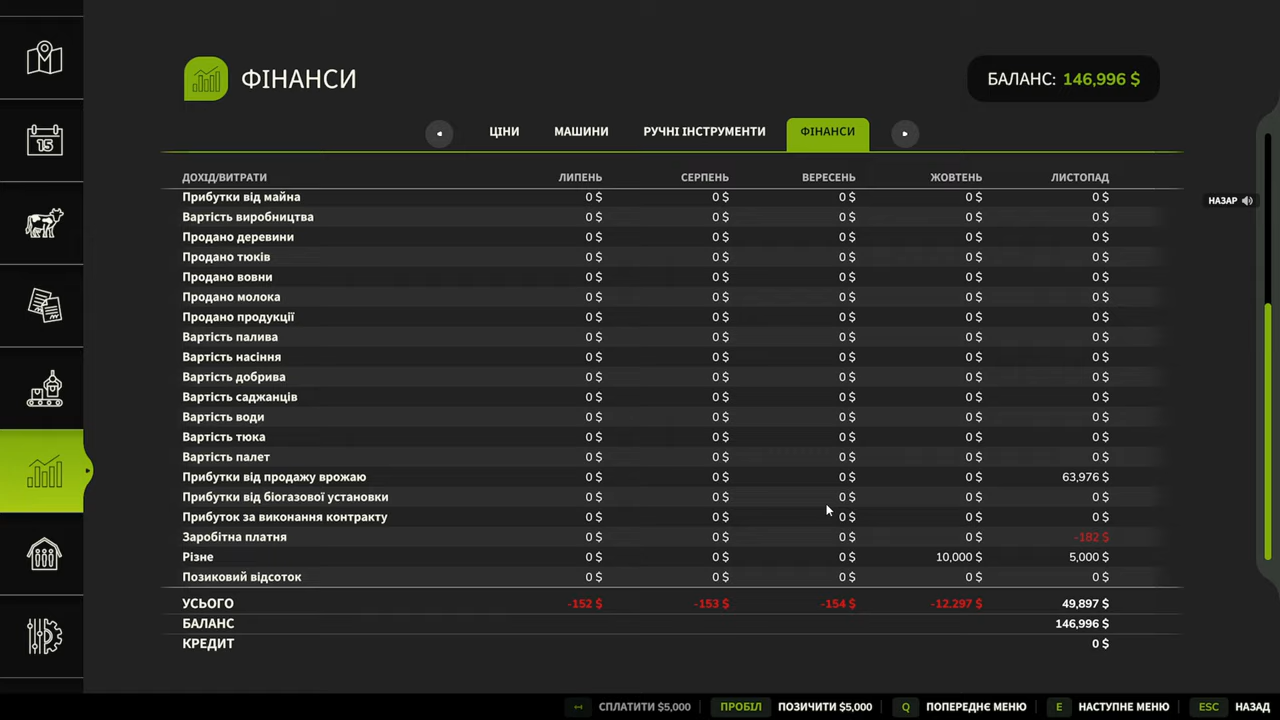 ФІНАНСИ
БАЛАНС: 146,996 $
ЦІНИ МАШИНИ РУЧНІ ІНСТРУМЕНТИ ФІНАНСИ
15
ДОХІД/ВИТРАТИ ЛИПЕНЬ СЕРПЕНЬ ВЕРЕСЕНЬ ЖОВТЕНЬ ЛИСТОПАД
Прибутки від майна 0 $ 0 $ 0 $ 0 $ 0 $
НАЗАР
Вартість виробництва 0 $ 0 $ 0 $ 0 $ 0 $
Продано деревини 0 $ 0 $ 0 $ 0 $ 0 $
Продано тюків 0 $ 0 $ 0 $ 0 $ 0 $
Продано вовни 0 $ 0 $ 0 $ 0 $ 0 $
Продано молока 0 $ 0 $ 0 $ 0 $ 0 $
Продано продукції 0 $ 0 $ 0 $ 0 $ 0 $
Вартість палива 0 $ 0 $ 0 $ 0 $ 0 $
Вартість насіння 0 $ 0 $ 0 $ 0 $ 0 $
Вартість добрива 0 $ 0 $ 0 $ 0 $ 0 $
Вартість саджанців 0 $ 0 $ 0 $ 0 $ 0 $
Вартість води 0 $ 0 $ 0 $ 0 $ 0 $
Вартість тюка 0 $ 0 $ 0 $ 0 $ 0 $
Вартість палет 0 $ 0 $ 0 $ 0 $ 0 $
Прибутки від продажу врожаю 0 $ 0 $ 0 $ 0 $ 63,976 $
Прибутки від біогазової установки 0 $ 0 $ 0 $ 0 $ 0 $
Прибуток за виконання контракту 0 $ 0 $ 0 $ 0 $ 0 $
Заробітна платня 0 $ 0 $ 0 $ 0 $ -182 $
Різне 0 $ 0 $ 0 $ 10,000 $ 5,000 $
Позиковий відсоток 0 $ 0 $ 0 $ 0 $ 0 $
УСЬОГО -152 $ -153 $ -154 $ -12,297 $ 49,897 $
БАЛАНС 146,996 $
КРЕДИТ 0 $
СПЛАТИТИ $5,000 ПРОБІЛ ПОЗИЧИТИ $5,000 Q ПОПЕРЕДНЄ МЕНЮ E НАСТУПНЕ МЕНЮ ESC НАЗАД